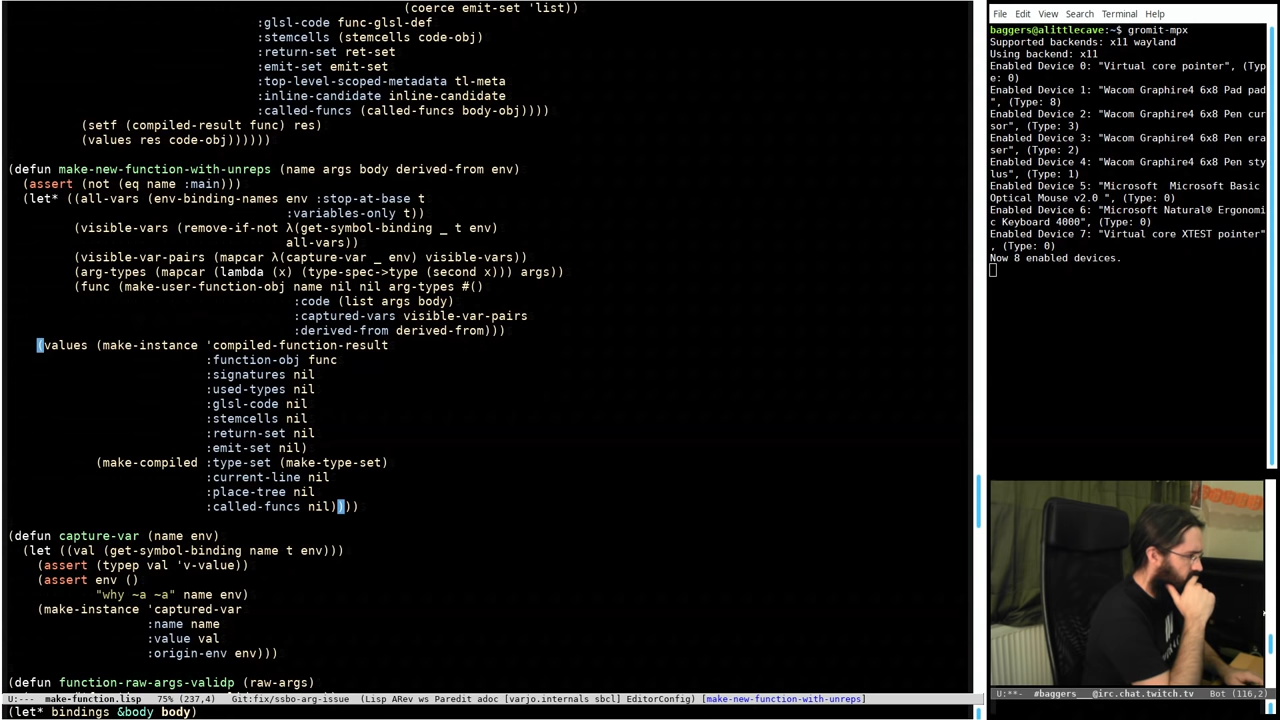 (coerce emit-set 'list))
:glsl-code func-glsl-def
:stemcells (stemcells code-obj)
:return-set ret-set
:emit-set emit-set
:top-level-scoped-metadata tl-meta
:inline-candidate inline-candidate
:called-funcs (called-funcs body-obj))))
(setf (compiled-result func) res)
(values res code-obj))))))
(defun make-new-function-with-unreps (name args body derived-from env)
(assert (not (eq name :main)))
(let* ((all-vars (env-binding-names env :stop-at-base t
:variables-only t))
(visible-vars (remove-if-not λ(get-symbol-binding _ t env)
all-vars))
(visible-var-pairs (mapcar λ(capture-var _ env) visible-vars))
(arg-types (mapcar (lambda (x) (type-spec->type (second x))) args))
(func (make-user-function-obj name nil nil arg-types #()
:code (list args body)
:captured-vars visible-var-pairs
:derived-from derived-from)))
(values (make-instance 'compiled-function-result
:function-obj func
:signatures nil
:used-types nil
:glsl-code nil
:stemcells nil
:return-set nil
:emit-set nil)
(make-compiled :type-set (make-type-set)
:current-line nil
:place-tree nil
:called-funcs nil))))
(defun capture-var (name env)
(let ((val (get-symbol-binding name t env)))
(assert (typep val 'v-value))
(assert env ()
"why ~a ~a" name env)
(make-instance 'captured-var
:name name
:value val
:origin-env env)))
(defun function-raw-args-validp (raw-args)
U:--- make-function.lisp 75% (237,4) Git:fix/ssbo-arg-issue (Lisp ARev ws Paredit adoc [varjo.internals sbcl] EditorConfig) [make-new-function-with-unreps]
(let* bindings &body body)
File Edit View Search Terminal Help
baggers@alittlecave:~$ gromit-mpx
Supported backends: x11 wayland
Using backend: x11
Enabled Device 0: "Virtual core pointer", (Typ
e: 0)
Enabled Device 1: "Wacom Graphire4 6x8 Pad pad
", (Type: 8)
Enabled Device 2: "Wacom Graphire4 6x8 Pen cur
sor", (Type: 3)
Enabled Device 3: "Wacom Graphire4 6x8 Pen era
ser", (Type: 2)
Enabled Device 4: "Wacom Graphire4 6x8 Pen sty
lus", (Type: 1)
Enabled Device 5: "Microsoft  Microsoft Basic
Optical Mouse v2.0 ", (Type: 0)
Enabled Device 6: "Microsoft Natural® Ergonomi
c Keyboard 4000", (Type: 0)
Enabled Device 7: "Virtual core XTEST pointer"
, (Type: 0)
Now 8 enabled devices.
U:**- #baggers___@irc.chat.twitch.tv Bot (116,2)